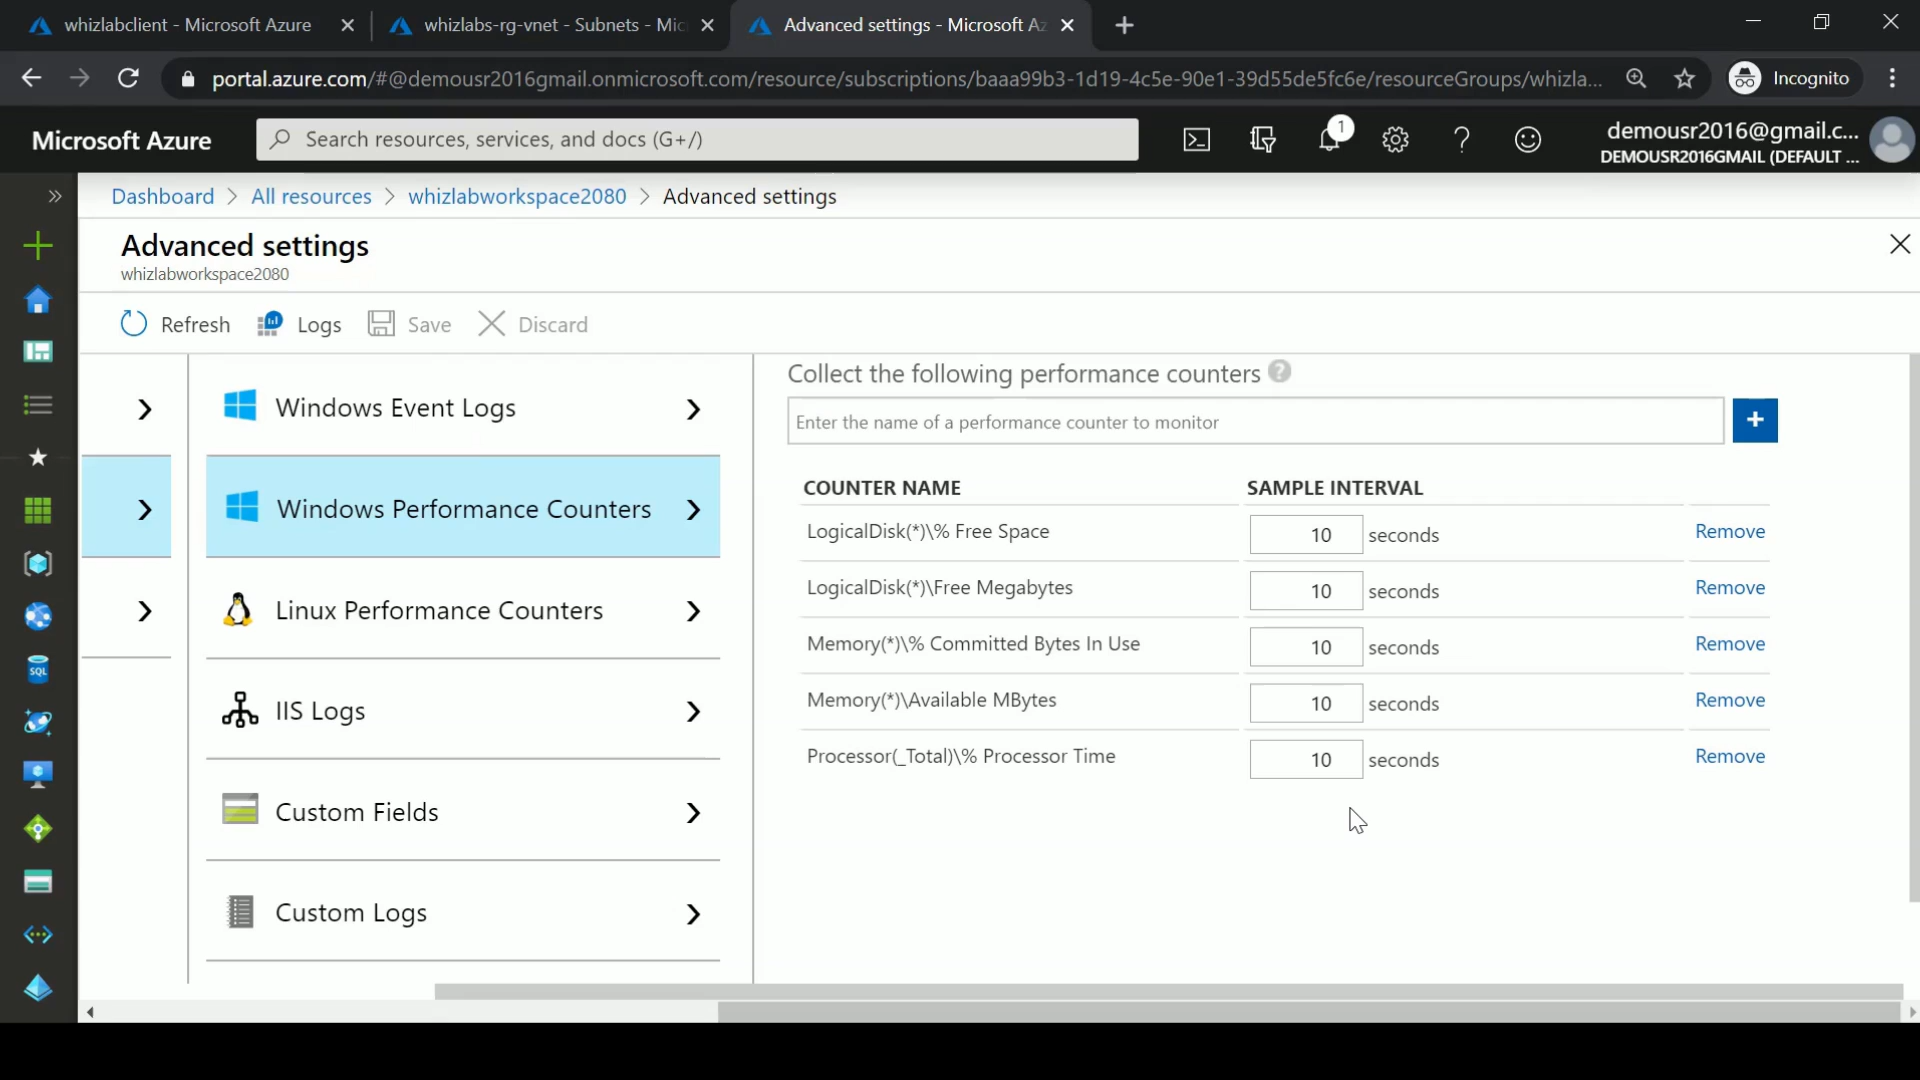 whizlabclient - Microsoft Azure
whizlabs-rg-vnet - Subnets - Mic
Advanced settings - Microsoft Az
portal.azure.com/#@demousr2016gmail.onmicrosoft.com/resource/subscriptions/baaa99b3-1d19-4c5e-90e1-39d55de5fc6e/resourceGroups/whizla...
Incognito
Microsoft Azure
Search resources, services, and docs (G+/)
1
demousr2016@gmail.c...
DEMOUSR2016GMAIL (DEFAULT ...
Dashboard > All resources > whizlabworkspace2080 > Advanced settings
Advanced settings
whizlabworkspace2080
Refresh
Logs
Save
Discard
Windows Event Logs
Windows Performance Counters
Linux Performance Counters
IIS Logs
Custom Fields
Custom Logs
SQL
Collect the following performance counters
Enter the name of a performance counter to monitor
COUNTER NAME SAMPLE INTERVAL
LogicalDisk(*)\% Free Space 10 seconds Remove
LogicalDisk(*)\Free Megabytes 10 seconds Remove
Memory(*)\% Committed Bytes In Use 10 seconds Remove
Memory(*)\Available MBytes 10 seconds Remove
Processor(_Total)\% Processor Time 10 seconds Remove